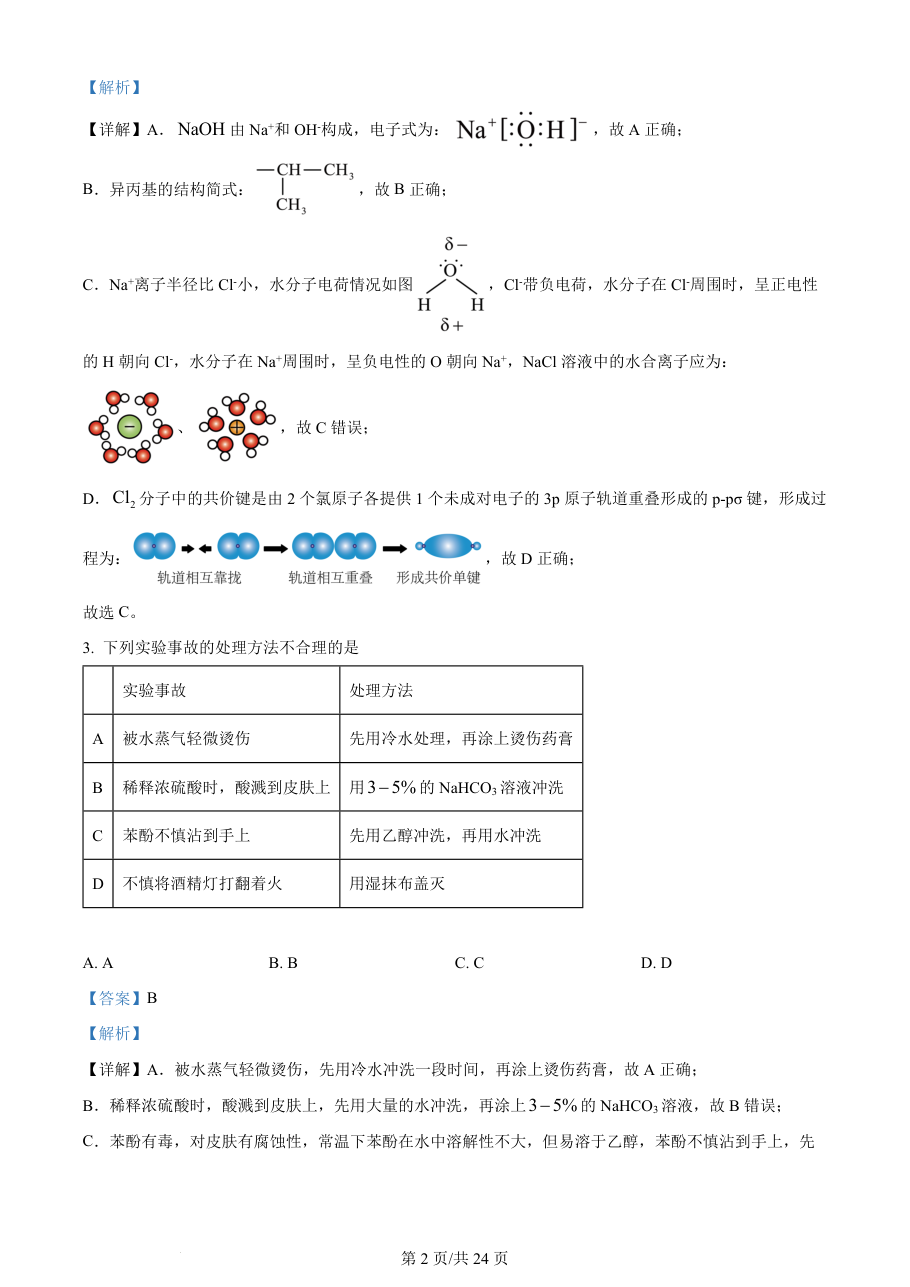 【解析】
【详解】A．NaOH 由 Na⁺和 OH⁻构成，电子式为：Na⁺[:O:H]⁻，故 A 正确；
B．异丙基的结构简式：—CH—CH₃，故 B 正确；
CH₃
δ−
O
C．Na⁺离子半径比 Cl⁻小，水分子电荷情况如图，Cl⁻带负电荷，水分子在 Cl⁻周围时，呈正电性
H H
δ+
的 H 朝向 Cl⁻，水分子在 Na⁺周围时，呈负电性的 O 朝向 Na⁺，NaCl 溶液中的水合离子应为：
− 、 + ，故 C 错误；
D．Cl₂ 分子中的共价键是由 2 个氯原子各提供 1 个未成对电子的 3p 原子轨道重叠形成的 p-pσ 键，形成过
程为：，故 D 正确；
轨道相互靠拢 轨道相互重叠 形成共价单键
故选 C。
3. 下列实验事故的处理方法不合理的是
实验事故 处理方法
A 被水蒸气轻微烫伤 先用冷水处理，再涂上烫伤药膏
B 稀释浓硫酸时，酸溅到皮肤上 用 3−5% 的 NaHCO₃ 溶液冲洗
C 苯酚不慎沾到手上 先用乙醇冲洗，再用水冲洗
D 不慎将酒精灯打翻着火 用湿抹布盖灭
A. A B. B C. C D. D
【答案】B
【解析】
【详解】A．被水蒸气轻微烫伤，先用冷水冲洗一段时间，再涂上烫伤药膏，故 A 正确；
B．稀释浓硫酸时，酸溅到皮肤上，先用大量的水冲洗，再涂上 3−5% 的 NaHCO₃ 溶液，故 B 错误；
C．苯酚有毒，对皮肤有腐蚀性，常温下苯酚在水中溶解性不大，但易溶于乙醇，苯酚不慎沾到手上，先
第 2 页/共 24 页